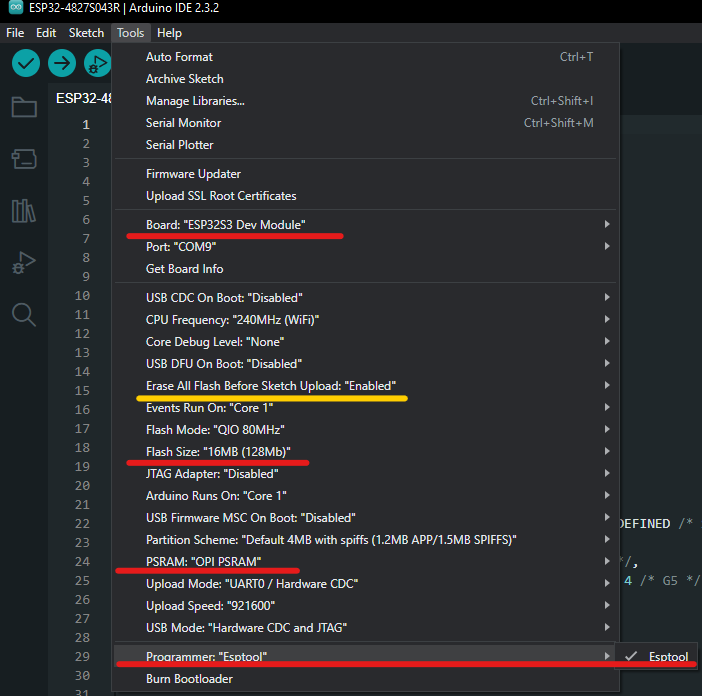 ESP32-4827S043R | Arduino IDE 2.3.2
File Edit Sketch Tools Help
Auto Format Ctrl+T
Archive Sketch
Manage Libraries... Ctrl+Shift+I
Serial Monitor Ctrl+Shift+M
Serial Plotter
Firmware Updater
Upload SSL Root Certificates
Board: "ESP32S3 Dev Module"
Port: "COM9"
Get Board Info
USB CDC On Boot: "Disabled"
CPU Frequency: "240MHz (WiFi)"
Core Debug Level: "None"
USB DFU On Boot: "Disabled"
Erase All Flash Before Sketch Upload: "Enabled"
Events Run On: "Core 1"
Flash Mode: "QIO 80MHz"
Flash Size: "16MB (128Mb)"
JTAG Adapter: "Disabled"
Arduino Runs On: "Core 1"
USB Firmware MSC On Boot: "Disabled"
Partition Scheme: "Default 4MB with spiffs (1.2MB APP/1.5MB SPIFFS)"
PSRAM: "OPI PSRAM"
Upload Mode: "UART0 / Hardware CDC"
Upload Speed: "921600"
USB Mode: "Hardware CDC and JTAG"
Programmer: "Esptool"
Esptool
Burn Bootloader
ESP32-48
1
2
3
4
5
6
7
8
9
10
11
12
13
14
15
16
17
18
19
20
21
22 DEFINED /*
23
24 */,
25 4 /* G5 */
26
27
28
29
30
31